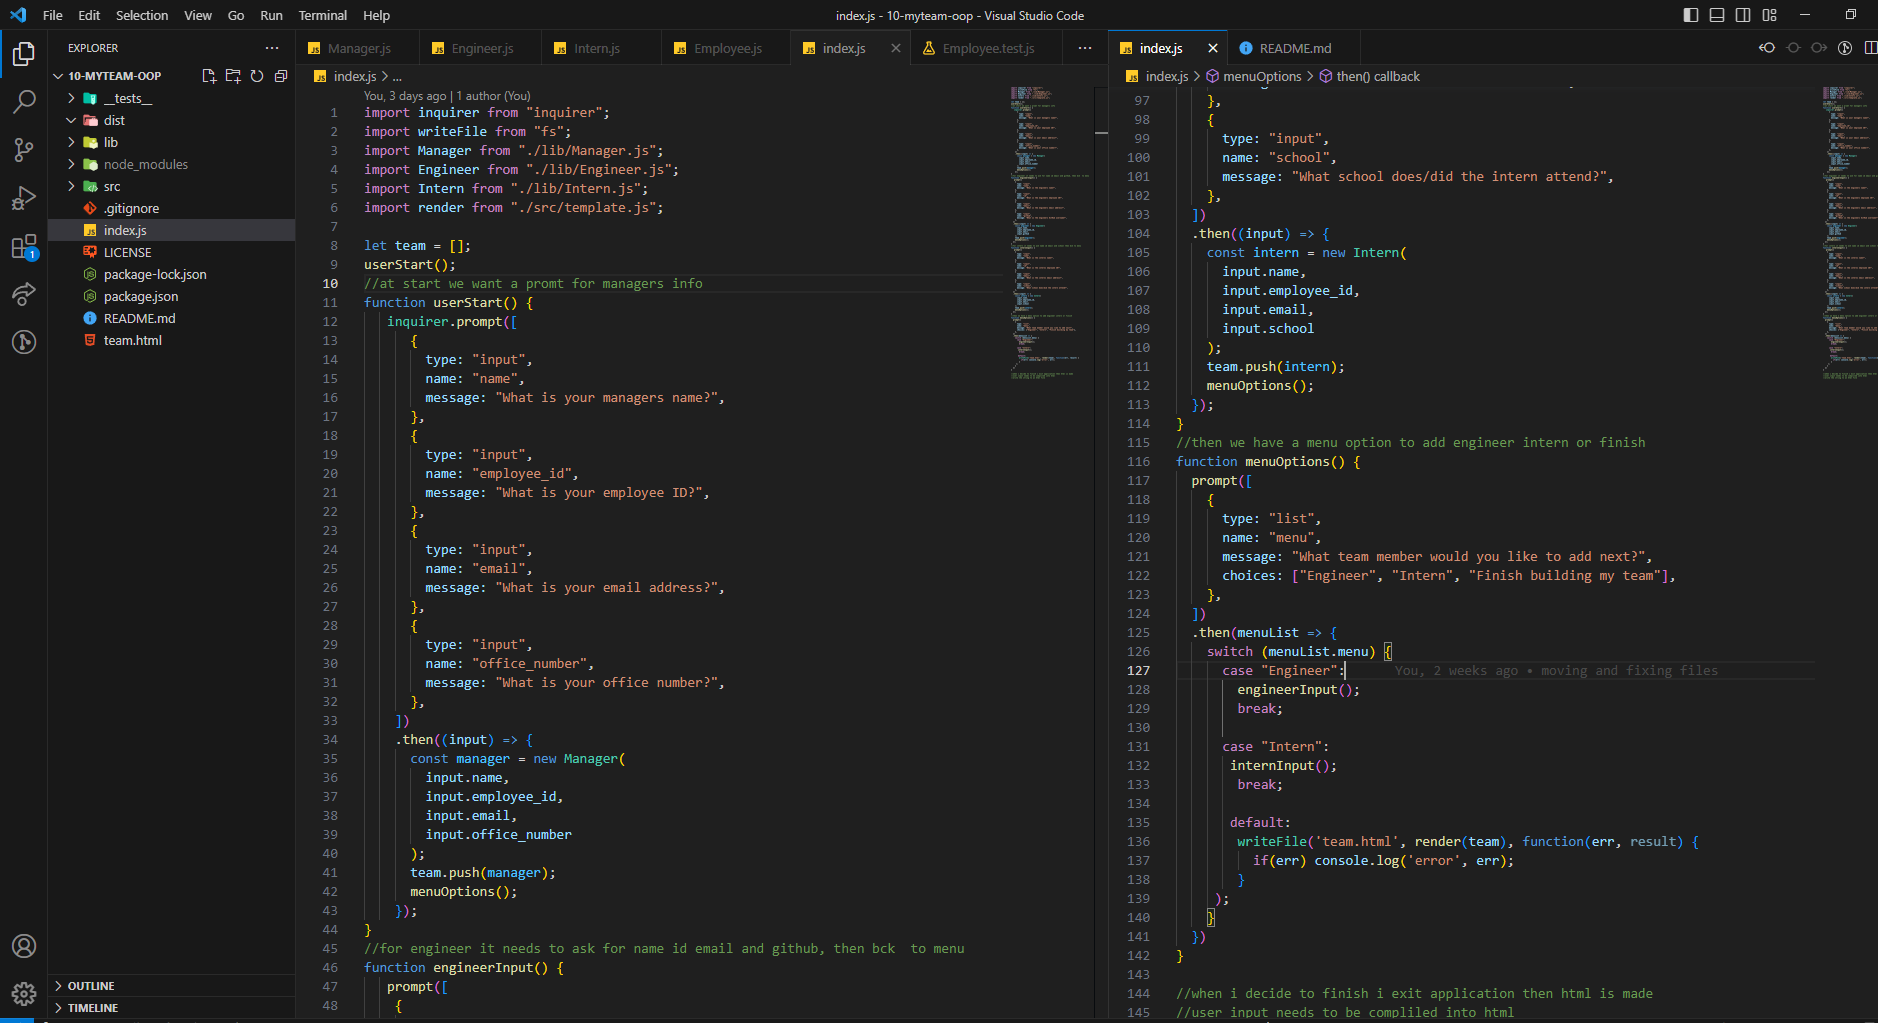 File Edit Selection View Go Run Terminal Help
index.js - 10-myteam-oop - Visual Studio Code
EXPLORER
10-MYTEAM-OOP
__tests__
dist
lib
node_modules
src
.gitignore
index.js
LICENSE
package-lock.json
package.json
README.md
team.html
OUTLINE
TIMELINE
1
Manager.js Engineer.js Intern.js Employee.js index.js Employee.test.js
index.js > ...
You, 3 days ago | 1 author (You)
1 import inquirer from "inquirer";
2 import writeFile from "fs";
3 import Manager from "./lib/Manager.js";
4 import Engineer from "./lib/Engineer.js";
5 import Intern from "./lib/Intern.js";
6 import render from "./src/template.js";
7
8 let team = [];
9 userStart();
10 //at start we want a promt for managers info
11 function userStart() {
12 inquirer.prompt([
13 {
14 type: "input",
15 name: "name",
16 message: "What is your managers name?",
17 },
18 {
19 type: "input",
20 name: "employee_id",
21 message: "What is your employee ID?",
22 },
23 {
24 type: "input",
25 name: "email",
26 message: "What is your email address?",
27 },
28 {
29 type: "input",
30 name: "office_number",
31 message: "What is your office number?",
32 },
33 ])
34 .then((input) => {
35 const manager = new Manager(
36 input.name,
37 input.employee_id,
38 input.email,
39 input.office_number
40 );
41 team.push(manager);
42 menuOptions();
43 });
44 }
45 //for engineer it needs to ask for name id email and github, then bck  to menu
46 function engineerInput() {
47 prompt([
48 {
index.js README.md
index.js > menuOptions > then() callback
97 },
98 {
99 type: "input",
100 name: "school",
101 message: "What school does/did the intern attend?",
102 },
103 ])
104 .then((input) => {
105 const intern = new Intern(
106 input.name,
107 input.employee_id,
108 input.email,
109 input.school
110 );
111 team.push(intern);
112 menuOptions();
113 });
114 }
115 //then we have a menu option to add engineer intern or finish
116 function menuOptions() {
117 prompt([
118 {
119 type: "list",
120 name: "menu",
121 message: "What team member would you like to add next?",
122 choices: ["Engineer", "Intern", "Finish building my team"],
123 },
124 ])
125 .then(menuList => {
126 switch (menuList.menu) {
127 case "Engineer": You, 2 weeks ago • moving and fixing files
128 engineerInput();
129 break;
130
131 case "Intern":
132 internInput();
133 break;
134
135 default:
136 writeFile('team.html', render(team), function(err, result) {
137 if(err) console.log('error', err);
138 }
139 );
140 }
141 })
142 }
143
144 //when i decide to finish i exit application then html is made
145 //user input needs to be compliled into html